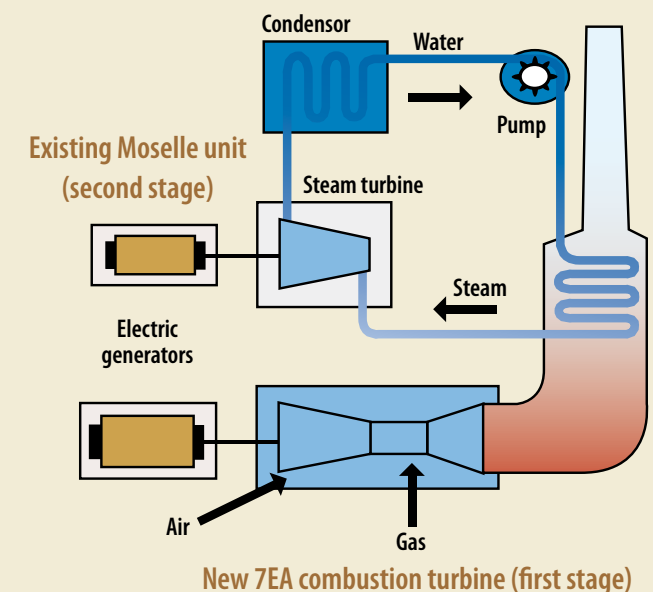 Condensor
Water
Pump
Existing Moselle unit
(second stage)
Steam turbine
Steam
Electric
generators
Air
Gas
New 7EA combustion turbine (first stage)